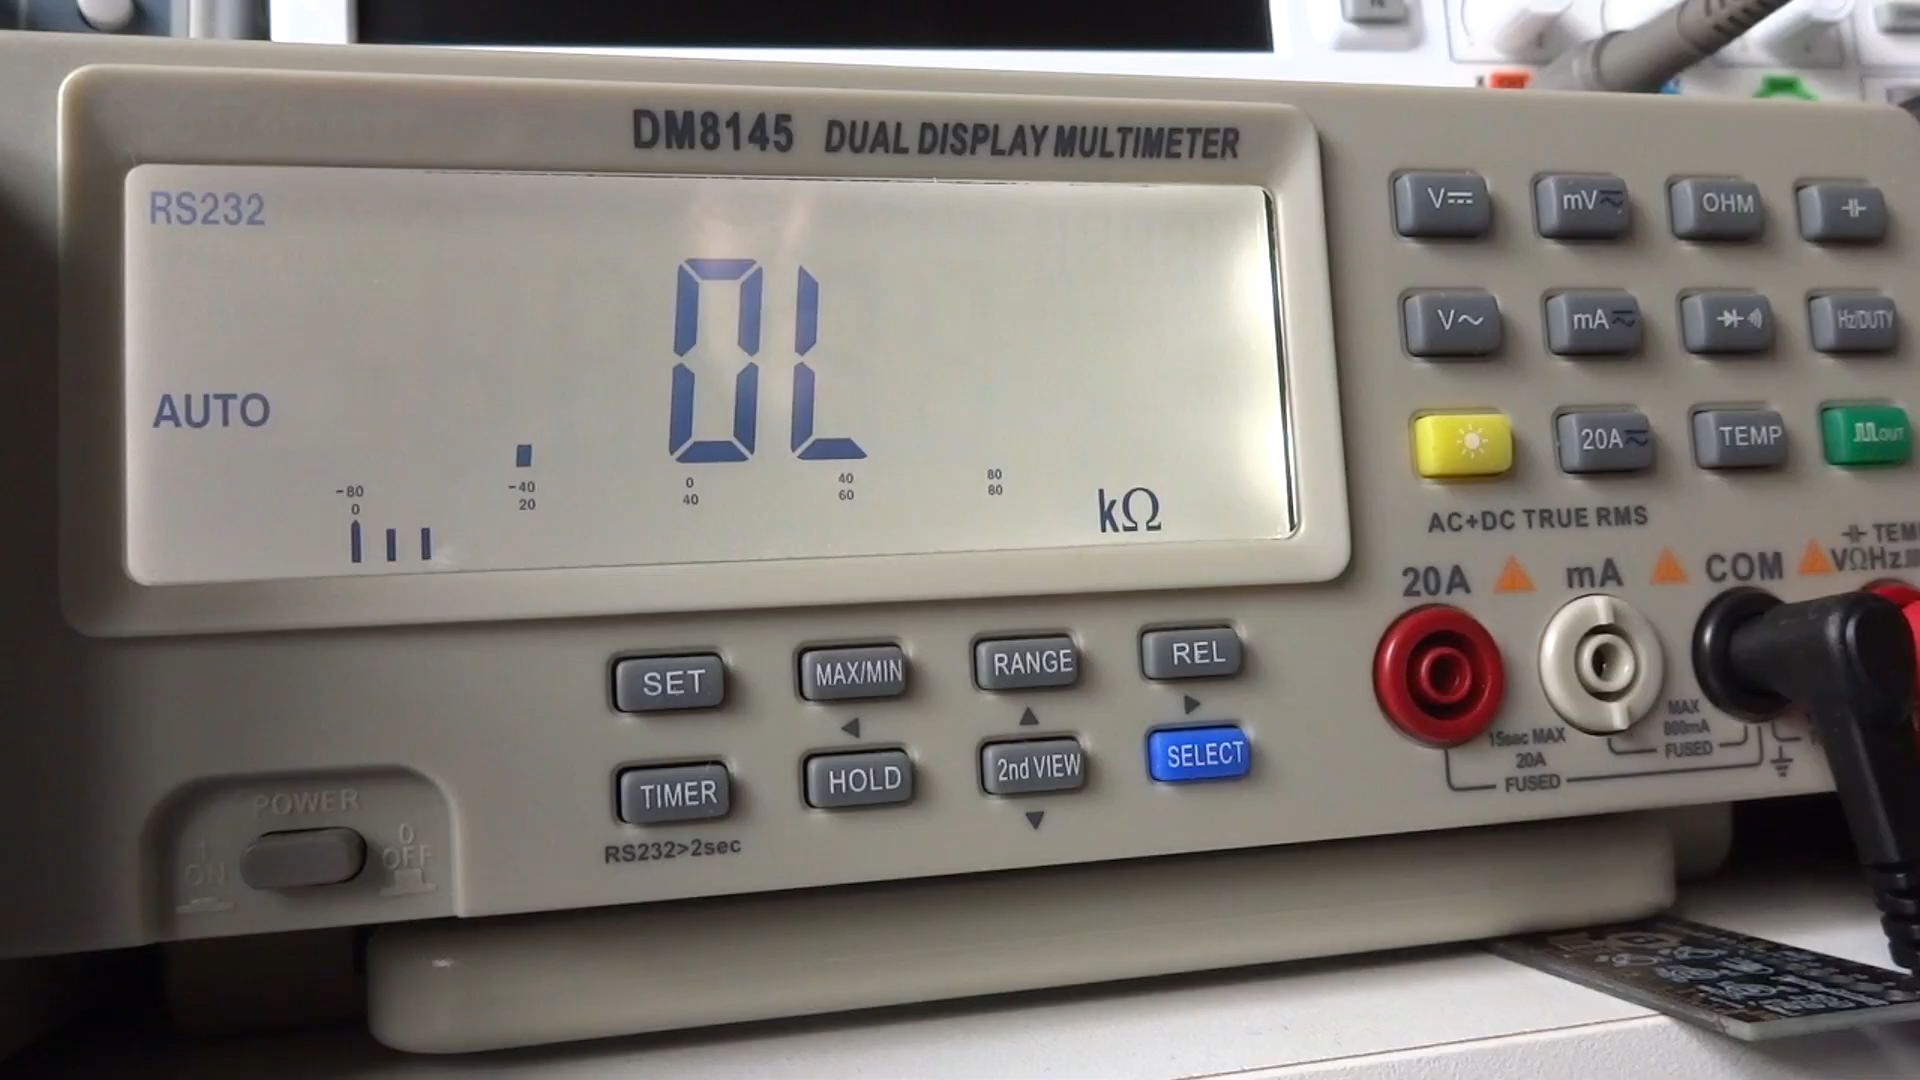 DM8145 DUAL DISPLAY MULTIMETER
RS232
OL
AUTO
-80 -40 0 40 80
0 20 40 60 80
kΩ
V mV OHM
V~ mA Hz/DUTY
20A TEMP OUT
AC+DC TRUE RMS
20A mA COM VΩHz
15sec MAX
20A
FUSED
MAX
800mA
FUSED
SET MAX/MIN RANGE REL
TIMER HOLD 2nd VIEW SELECT
RS232>2sec
POWER
1
ON
0
OFF